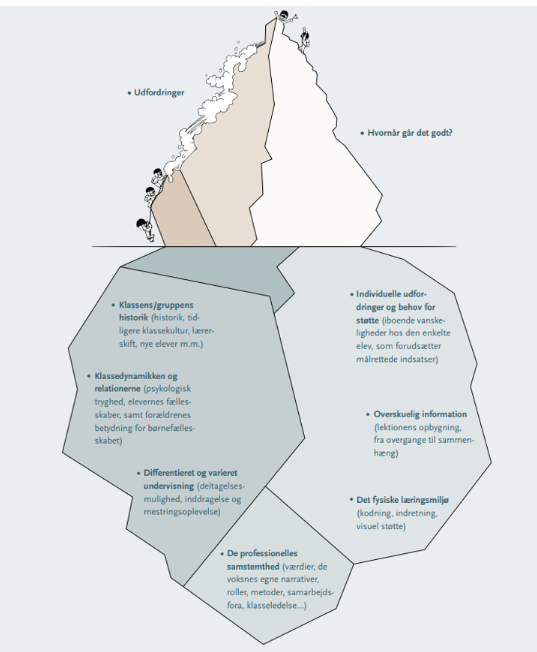 • Udfordringer
• Hvornår går det godt?
• Klassens/gruppens
historik (historik, tid-
ligere klassekultur, lærer-
skift, nye elever m.m.)
• Klassedynamikken og
relationerne (psykologisk
tryghed, elevernes fælles-
skaber, samt forældrenes
betydning for børnefælles-
skabet)
• Differentieret og varieret
undervisning (deltagelses-
mulighed, inddragelse og
mestringsoplevelse)
• De professionelles
samstemthed (værdier, de
voksnes egne narrativer,
roller, metoder, samarbejds-
fora, klasseledelse...)
• Individuelle udfor-
dringer og behov for
støtte (iboende vanske-
ligheder hos den enkelte
elev, som forudsætter
målrettede indsatser)
• Overskuelig information
(lektionens opbygning,
fra overgange til sammen-
hæng)
• Det fysiske læringsmiljø
(kodning, indretning,
visuel støtte)